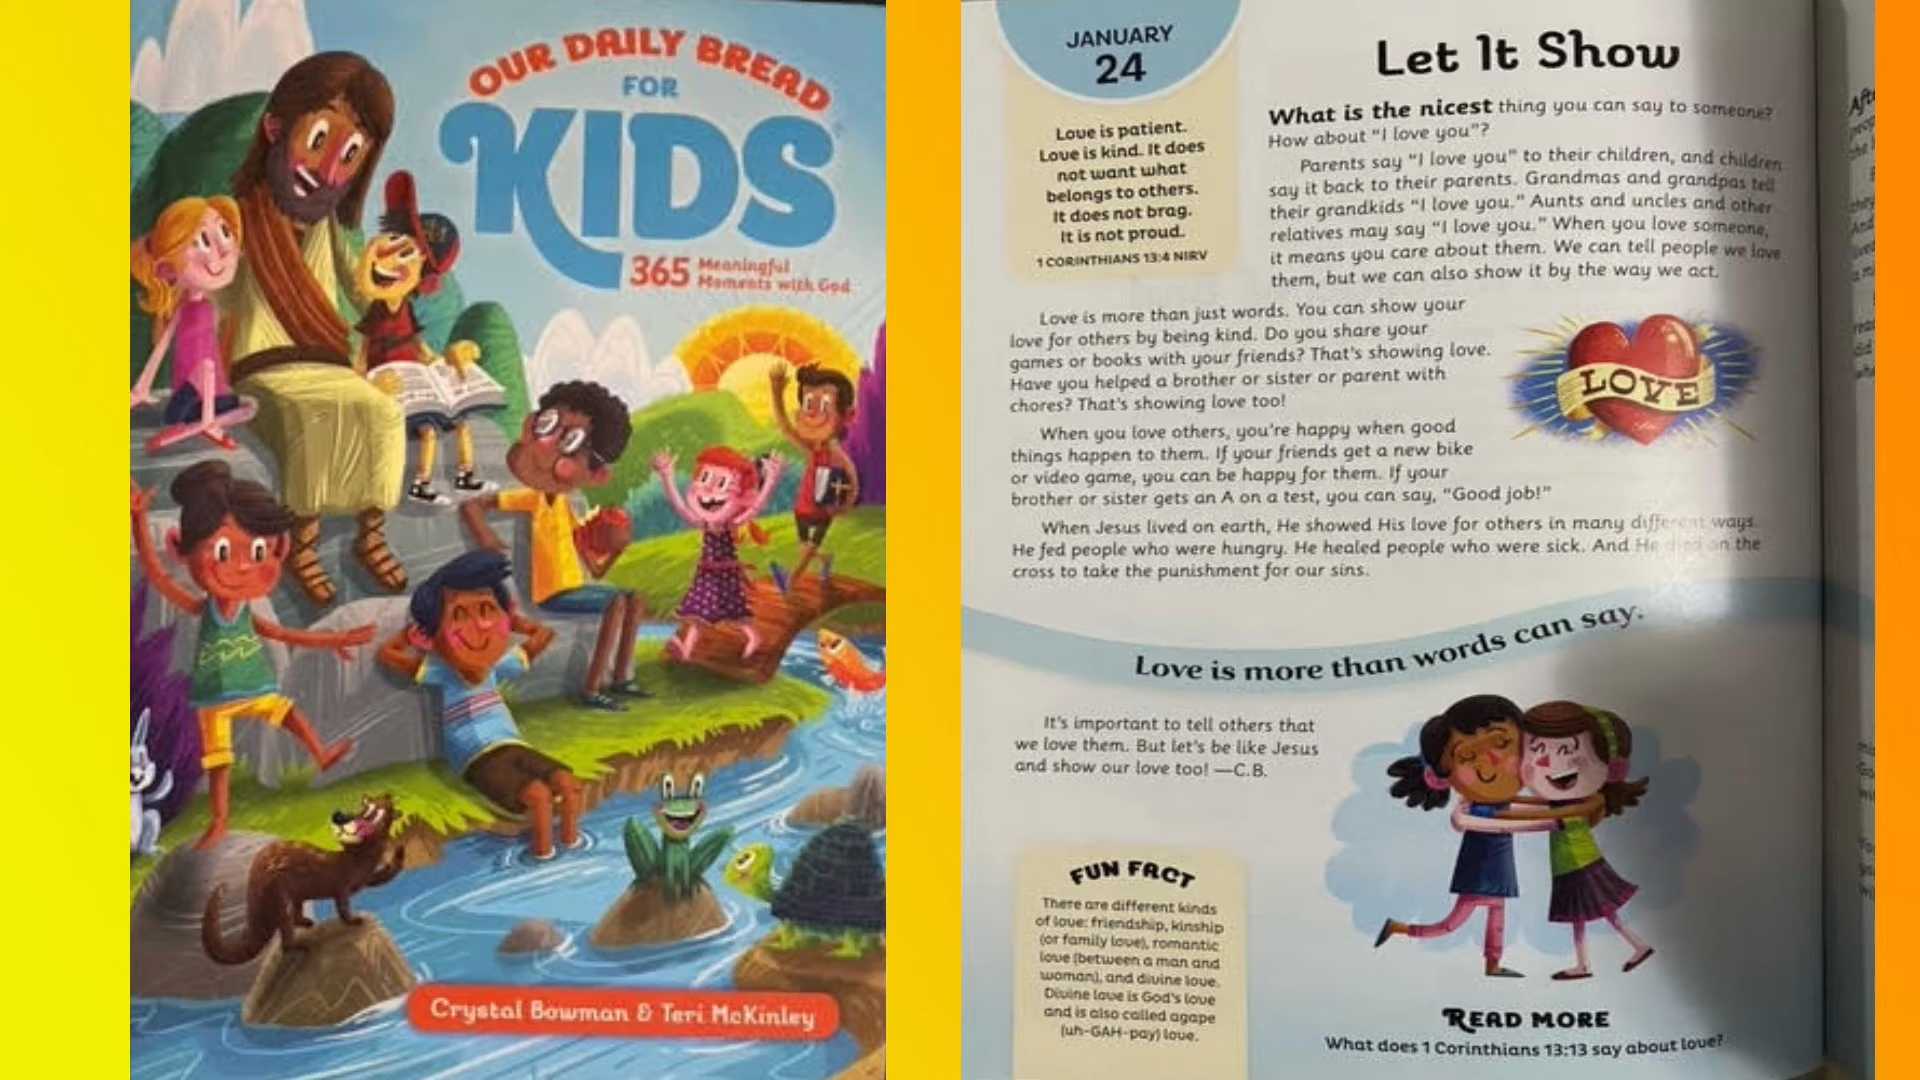 OUR DAILY BREAD
FOR
KIDS
365 Meaningful
Moments with God
Crystal Bowman & Teri McKinley
JANUARY
24
Love is patient.
Love is kind. It does
not want what
belongs to others.
It does not brag.
It is not proud.
1 CORINTHIANS 13:4 NIRV
Let It Show
What is the nicest thing you can say to someone?
How about "I love you"?
Parents say "I love you" to their children, and children
say it back to their parents. Grandmas and grandpas tell
their grandkids "I love you." Aunts and uncles and other
relatives may say "I love you." When you love someone,
it means you care about them. We can tell people we love
them, but we can also show it by the way we act.
Love is more than just words. You can show your
love for others by being kind. Do you share your
games or books with your friends? That's showing love.
Have you helped a brother or sister or parent with
chores? That's showing love too!
LOVE
When you love others, you're happy when good
things happen to them. If your friends get a new bike
or video game, you can be happy for them. If your
brother or sister gets an A on a test, you can say, "Good job!"
When Jesus lived on earth, He showed His love for others in many different ways.
He fed people who were hungry. He healed people who were sick. And He died on the
cross to take the punishment for our sins.
Love is more than words can say.
It's important to tell others that
we love them. But let's be like Jesus
and show our love too! —C.B.
FUN FACT
There are different kinds
of love: friendship, kinship
(or family love), romantic
love (between a man and
woman), and divine love.
Divine love is God's love
and is also called agape
(uh-GAH-pay) love.
READ MORE
What does 1 Corinthians 13:13 say about love?